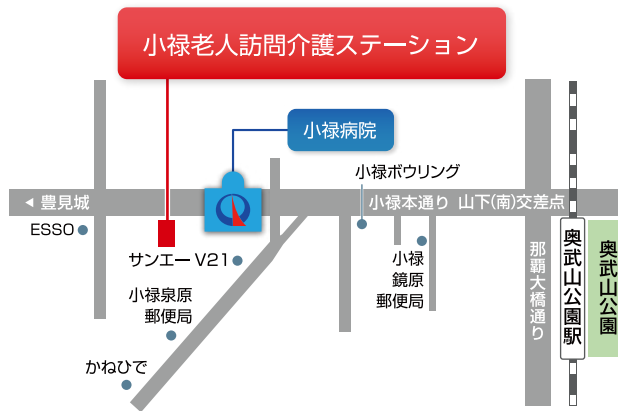 小禄老人訪問介護ステーション
小禄病院
小禄ボウリング
◀ 豊見城
小禄本通り 山下(南)交差点
ESSO
サンエーV21
小禄
鏡原
郵便局
小禄泉原
郵便局
かねひで
那覇大橋通り
奥武山公園駅
奥武山公園